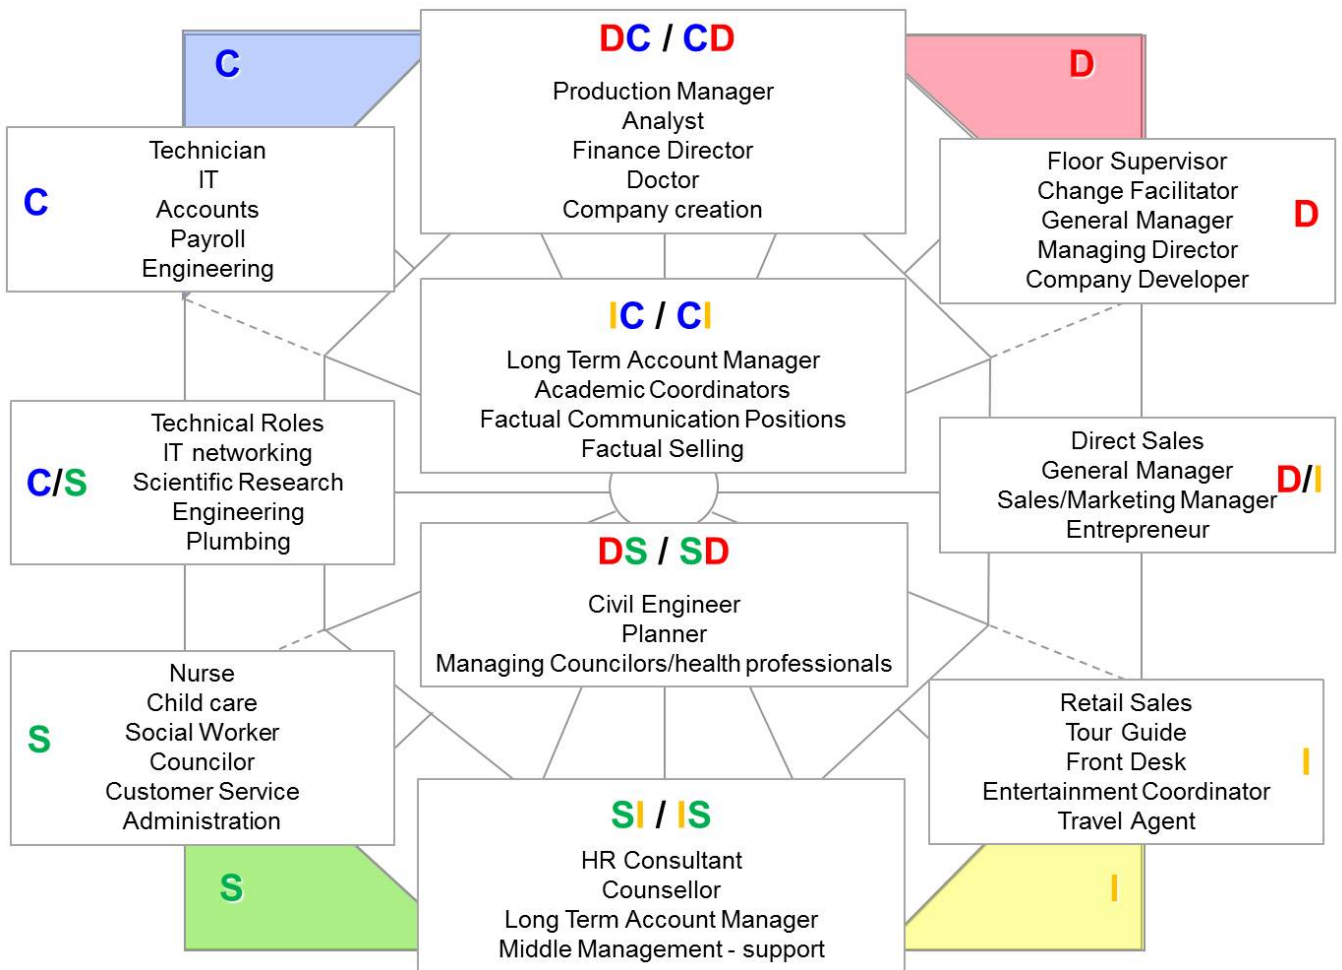 C
D
DC / CD
Production Manager
Analyst
Finance Director
Doctor
Company creation
C
Technician
IT
Accounts
Payroll
Engineering
Floor Supervisor
Change Facilitator
General Manager
Managing Director
Company Developer
D
IC / CI
Long Term Account Manager
Academic Coordinators
Factual Communication Positions
Factual Selling
C/S
Technical Roles
IT networking
Scientific Research
Engineering
Plumbing
Direct Sales
General Manager
Sales/Marketing Manager
Entrepreneur
D/I
DS / SD
Civil Engineer
Planner
Managing Councilors/health professionals
S
Nurse
Child care
Social Worker
Councilor
Customer Service
Administration
Retail Sales
Tour Guide
Front Desk
Entertainment Coordinator
Travel Agent
I
SI / IS
HR Consultant
Counsellor
Long Term Account Manager
Middle Management - support
S
I